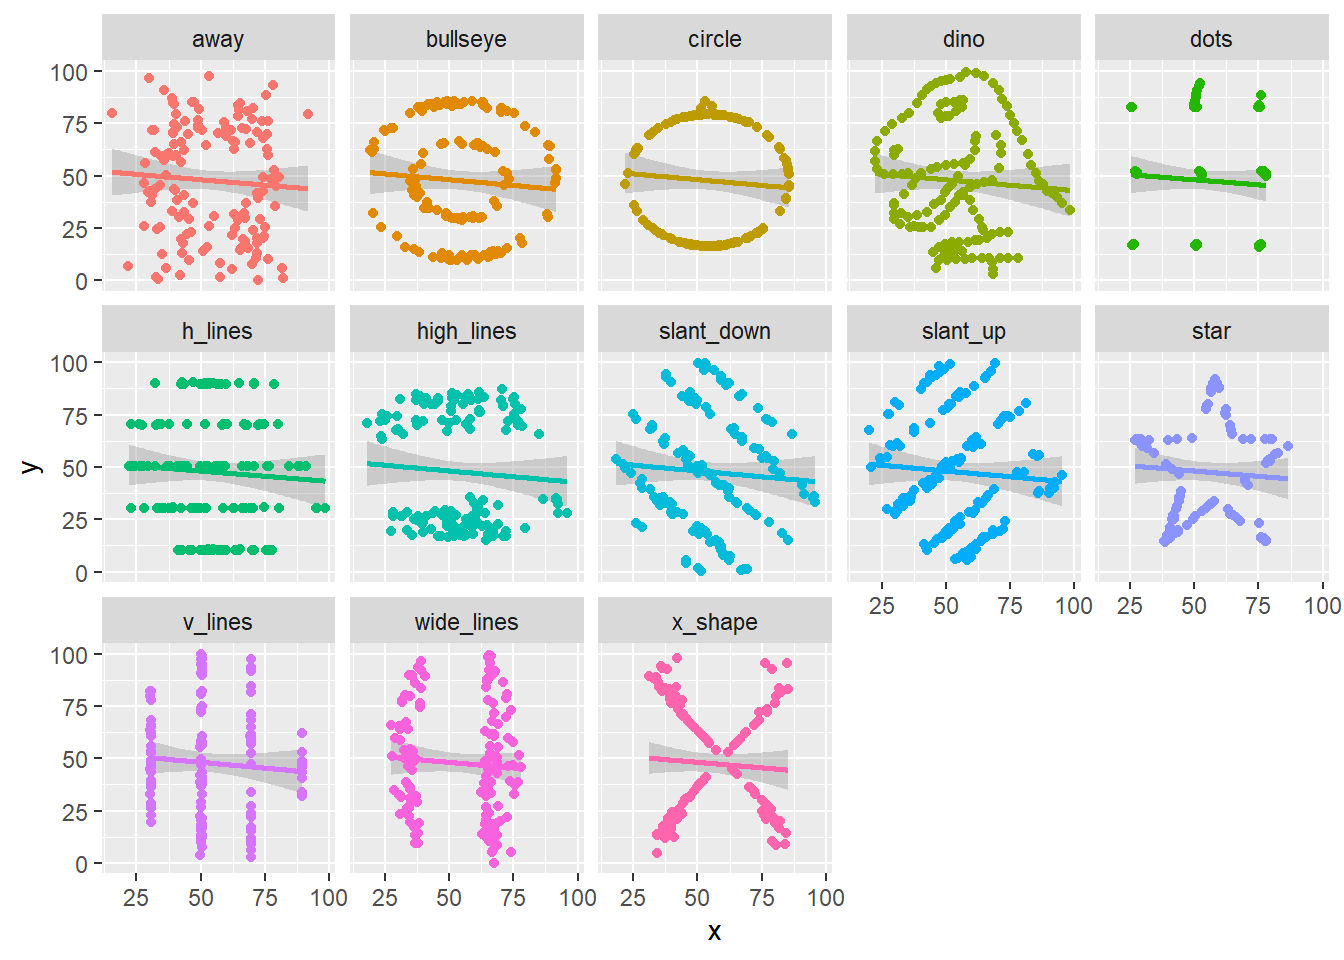 away bullseye circle dino dots
100
75
50
25
0
h_lines high_lines slant_down slant_up star
100
75
50
25
0
25 50 75 100 25 50 75 100
v_lines wide_lines x_shape
100
75
50
25
0
25 50 75 100 25 50 75 100 25 50 75 100
x
y